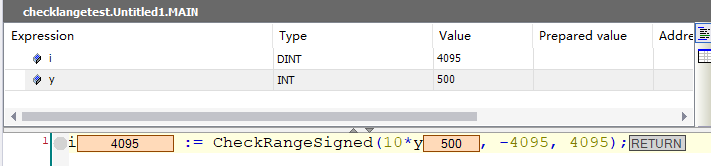 checklangetest.Untitled1.MAIN
Expression Type Value Prepared value Addre
i DINT 4095
y INT 500
1 i 4095 := CheckRangeSigned(10*y 500 , -4095, 4095); RETURN